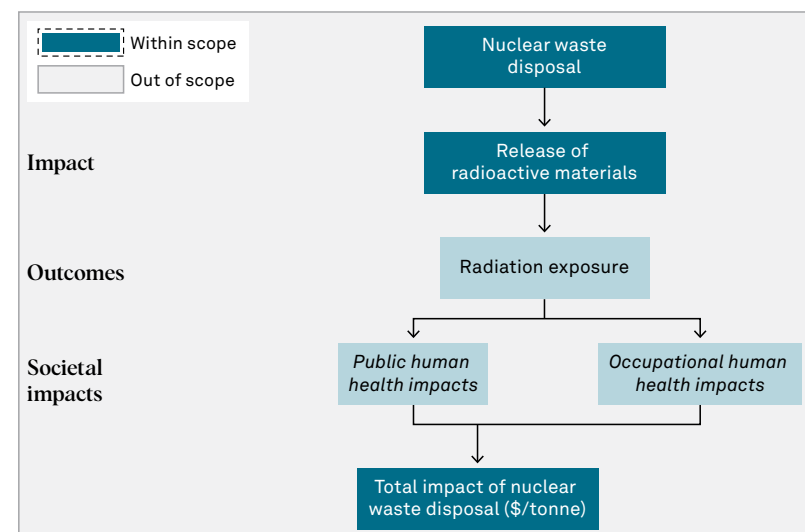 Within scope
Out of scope
Nuclear waste
disposal
Impact
Release of
radioactive materials
Outcomes
Radiation exposure
Societal
impacts
Public human
health impacts
Occupational human
health impacts
Total impact of nuclear
waste disposal ($/tonne)